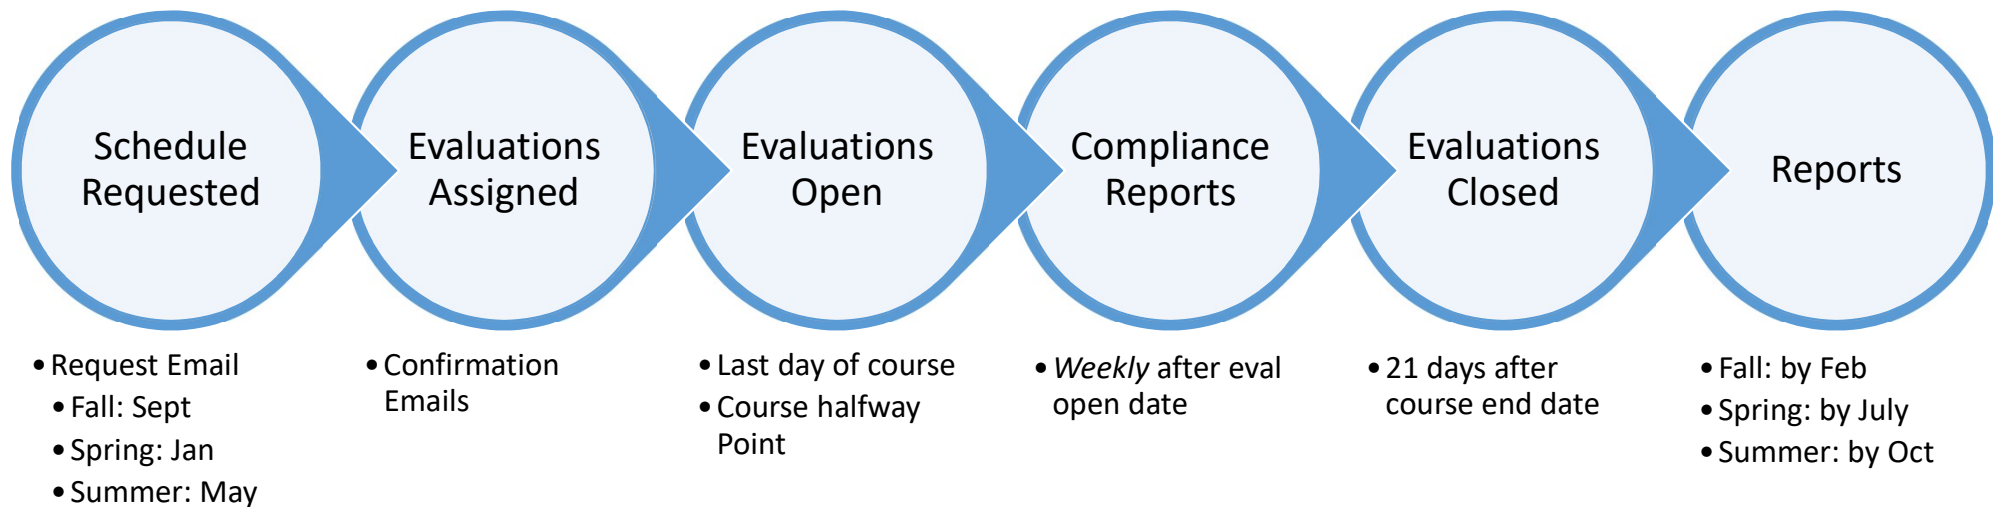 Schedule
Requested
Evaluations
Assigned
Evaluations
Open
Compliance
Reports
Evaluations
Closed
Reports
• Request Email
• Fall: Sept
• Spring: Jan
• Summer: May
• Confirmation
Emails
• Last day of course
• Course halfway
Point
• Weekly after eval
open date
• 21 days after
course end date
• Fall: by Feb
• Spring: by July
• Summer: by Oct